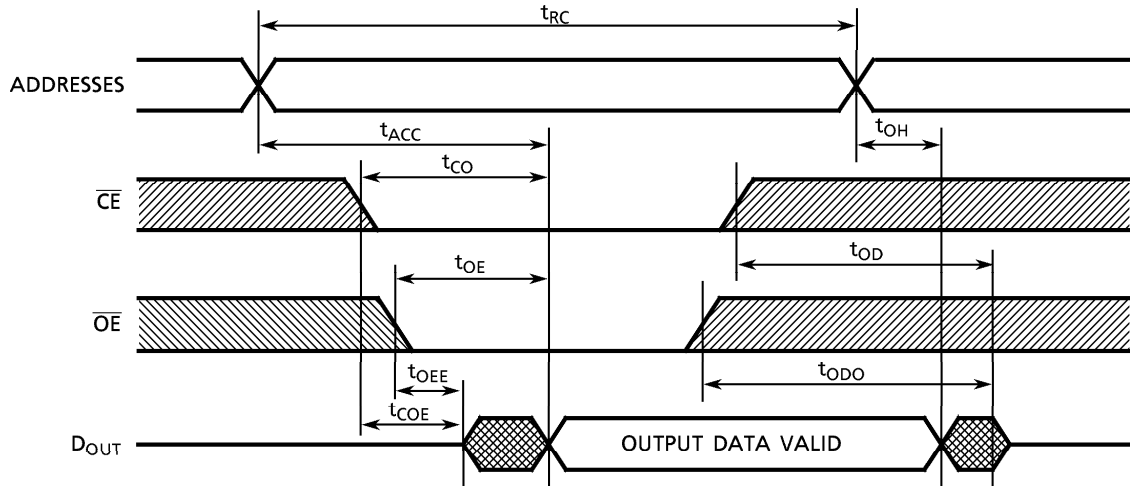 tRC
ADDRESSES
tACC
tOH
tCO
CE
tOE
tOD
OE
tOEE
tODO
tCOE
DOUT
OUTPUT DATA VALID